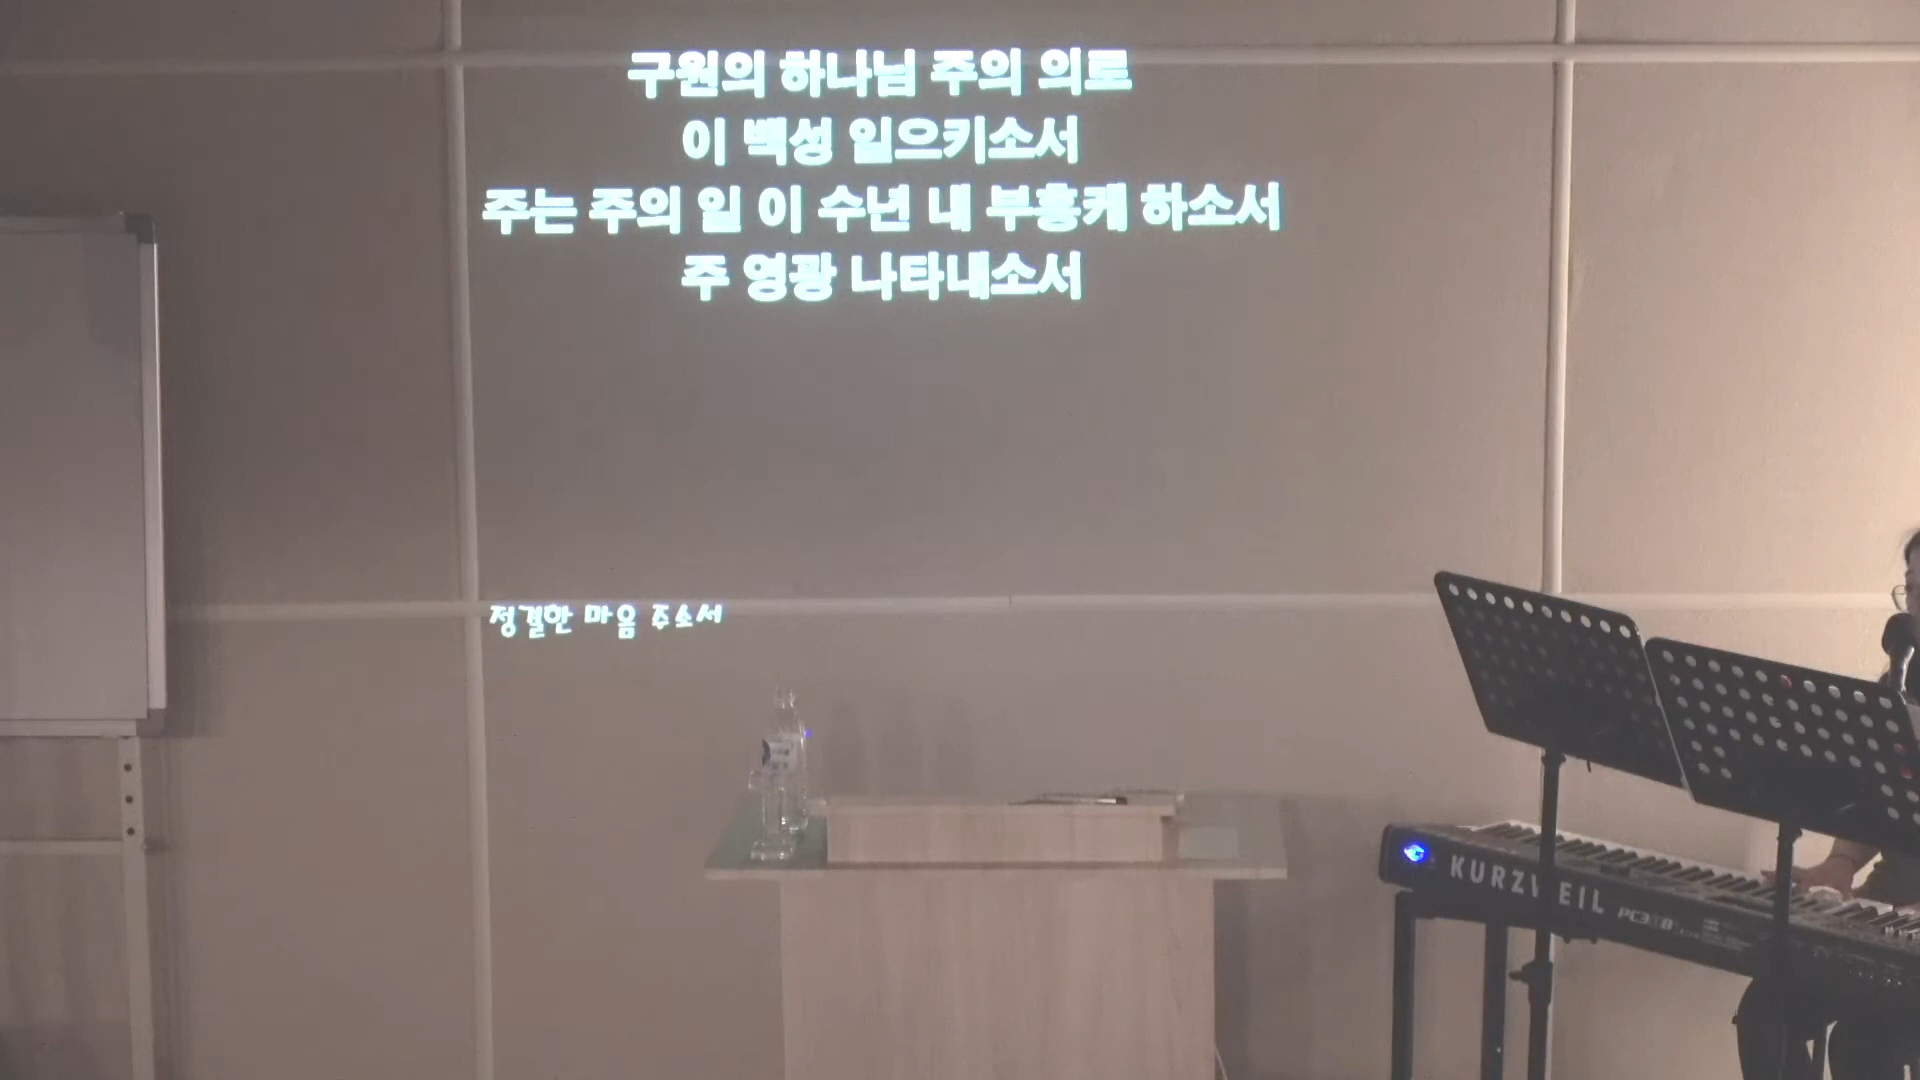 구원의 하나님 주의 의로
이 백성 일으키소서
주는 주의 일 이 수년 내 부흥케 하소서
주 영광 나타내소서
정결한 마음 주소서
KURZWEIL